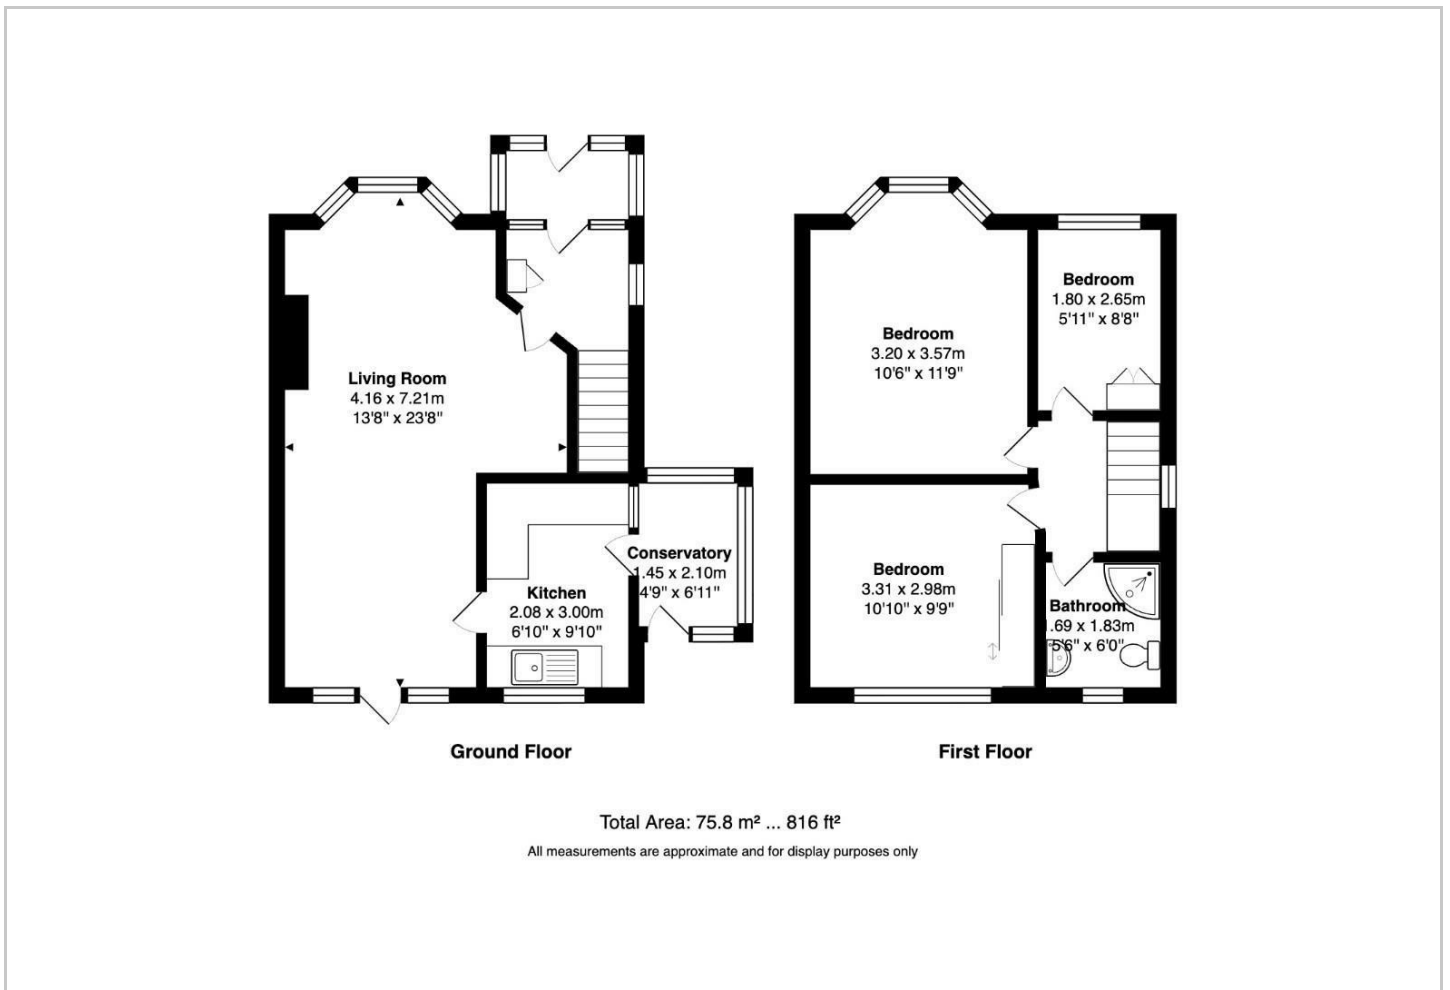 Living Room
4.16 x 7.21m
13'8" x 23'8"
Kitchen
2.08 x 3.00m
6'10" x 9'10"
Conservatory
1.45 x 2.10m
4'9" x 6'11"
Ground Floor
Bedroom
3.20 x 3.57m
10'6" x 11'9"
Bedroom
1.80 x 2.65m
5'11" x 8'8"
Bedroom
3.31 x 2.98m
10'10" x 9'9"
Bathroom
1.69 x 1.83m
5'6" x 6'0"
First Floor
Total Area: 75.8 m² ... 816 ft²
All measurements are approximate and for display purposes only